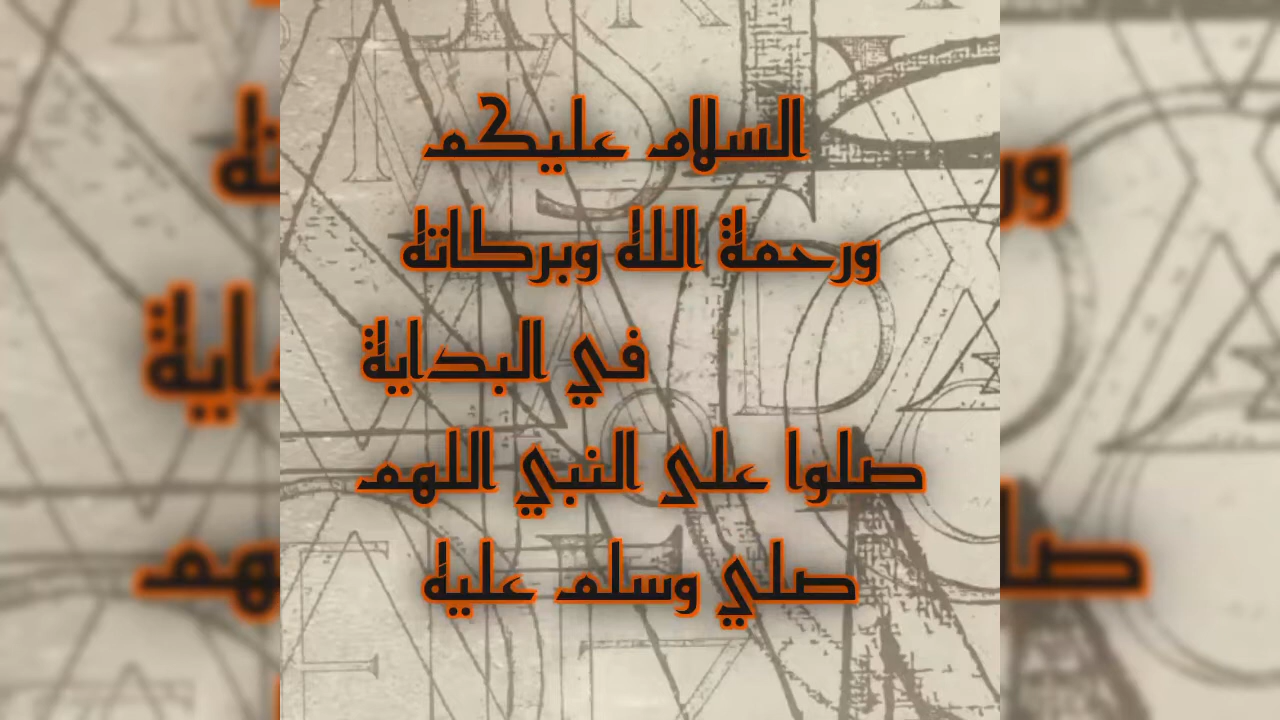 السلام عليكم
ورحمة الله وبركاته
في البداية
صلوا على النبي اللهم
صلي وسلم عليه